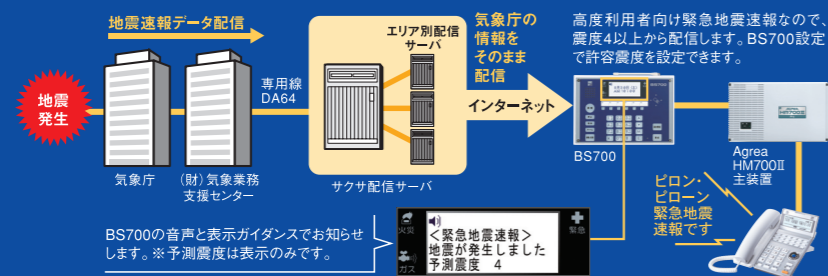 地震速報データ配信
地震
発生
気象庁
(財)気象業務
支援センター
専用線
DA64
エリア別配信
サーバ
サクサ配信サーバ
気象庁の
情報を
そのまま
配信
インターネット
高度利用者向け緊急地震速報なので、
震度4以上から配信します。BS700設定
で許容震度を設定できます。
BS700
Agrea
HM700Ⅱ
主装置
ピロン・
ピローン
緊急地震
速報です
BS700の音声と表示ガイダンスでお知らせ
します。※予測震度は表示のみです。
火災
ガス
<緊急地震速報>
地震が発生しました
予測震度 4
緊急